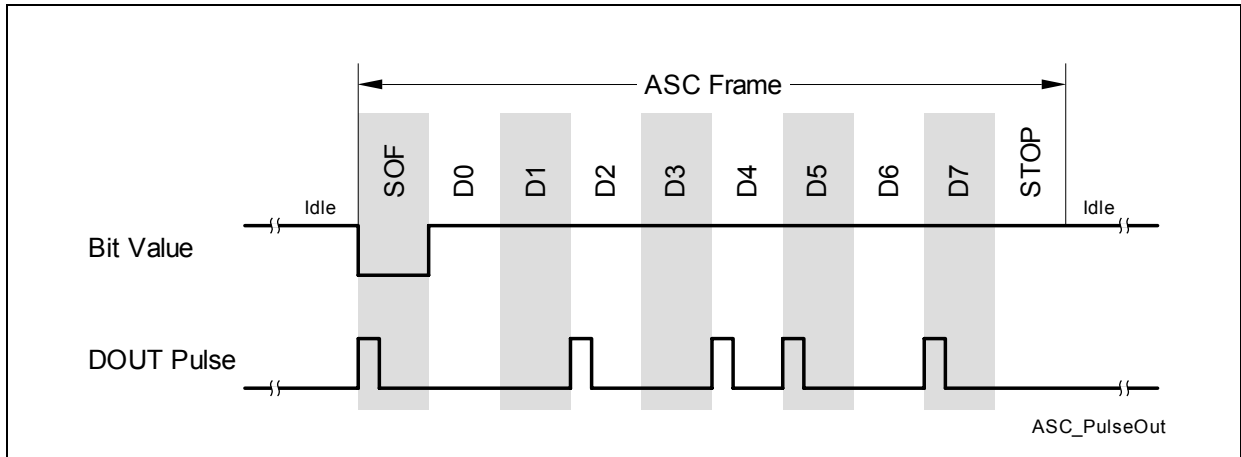 ASC Frame
SOF D0 D1 D2 D3 D4 D5 D6 D7 STOP
Idle Idle
Bit Value
DOUT Pulse
ASC_PulseOut